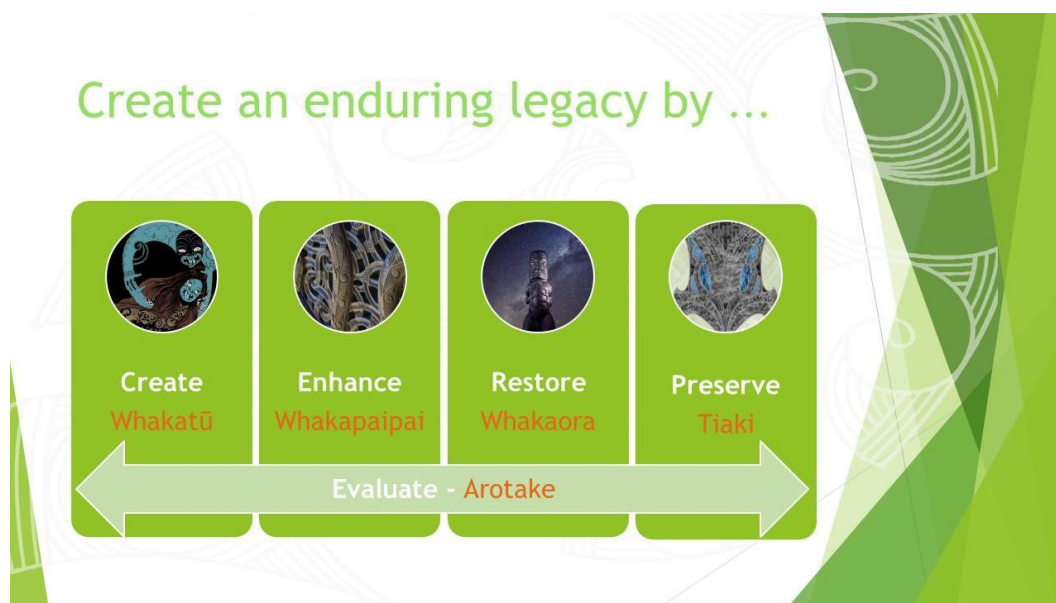 Create an enduring legacy by ...
Create
Whakatū
Enhance
Whakapaipai
Restore
Whakaora
Preserve
Tiaki
Evaluate - Arotake